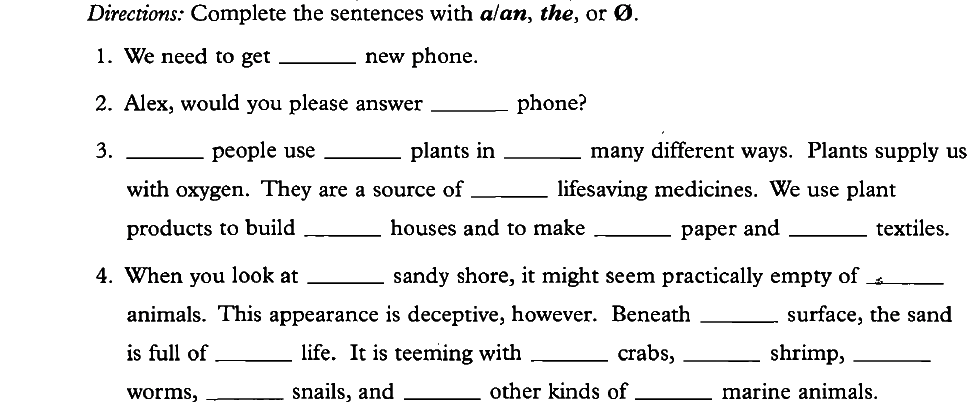 Directions: Complete the sentences with a/an, the, or Ø.
1. We need to get ______ new phone.
2. Alex, would you please answer ______ phone?
3. ______ people use ______ plants in ______ many different ways. Plants supply us
with oxygen. They are a source of ______ lifesaving medicines. We use plant
products to build ______ houses and to make ______ paper and ______ textiles.
4. When you look at ______ sandy shore, it might seem practically empty of ______
animals. This appearance is deceptive, however. Beneath ______ surface, the sand
is full of ______ life. It is teeming with ______ crabs, ______ shrimp, ______
worms, ______ snails, and ______ other kinds of ______ marine animals.